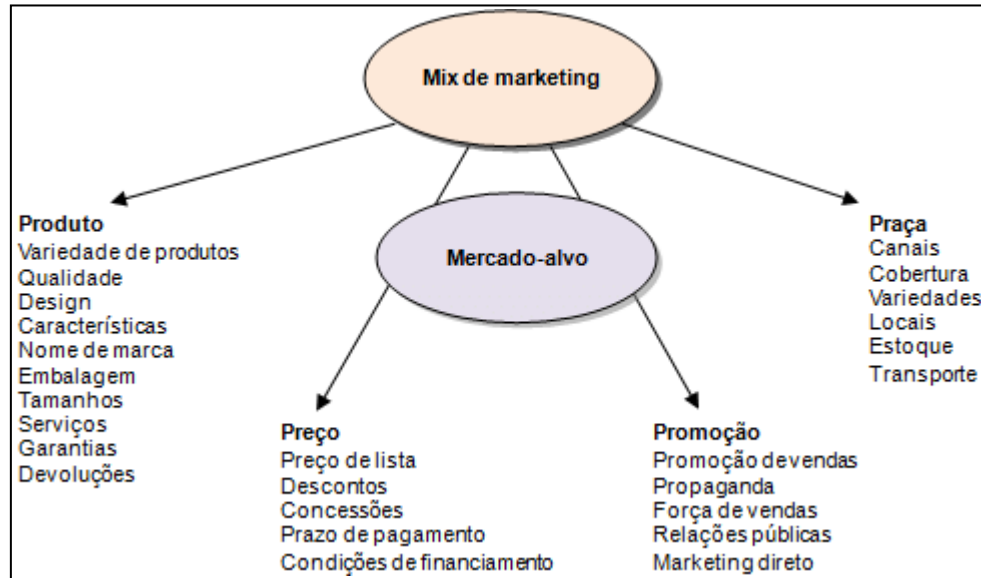 Mix de marketing
Mercado-alvo
Produto
Variedade de produtos
Qualidade
Design
Características
Nome de marca
Embalagem
Tamanhos
Serviços
Garantias
Devoluções
Preço
Preço de lista
Descontos
Concessões
Prazo de pagamento
Condições de financiamento
Promoção
Promoção de vendas
Propaganda
Força de vendas
Relações públicas
Marketing direto
Praça
Canais
Cobertura
Variedades
Locais
Estoque
Transporte